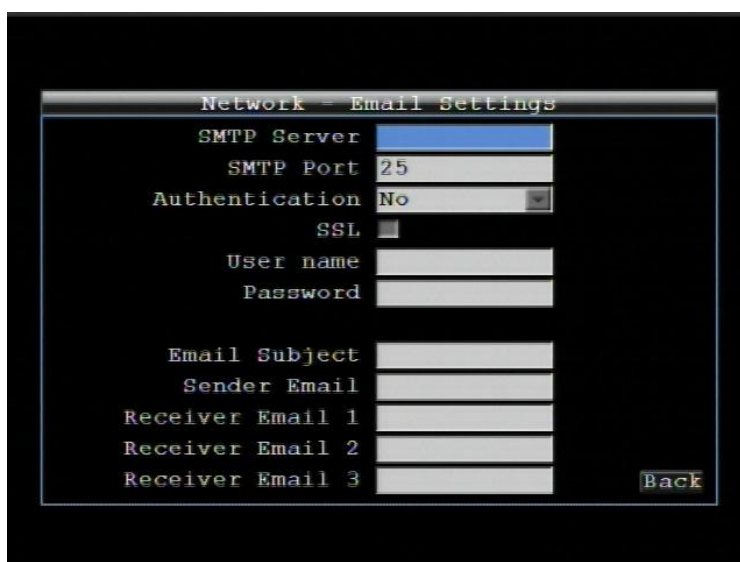 Network - Email Settings
SMTP Server
SMTP Port 25
Authentication No
SSL
User name
Password
Email Subject
Sender Email
Receiver Email 1
Receiver Email 2
Receiver Email 3
Back